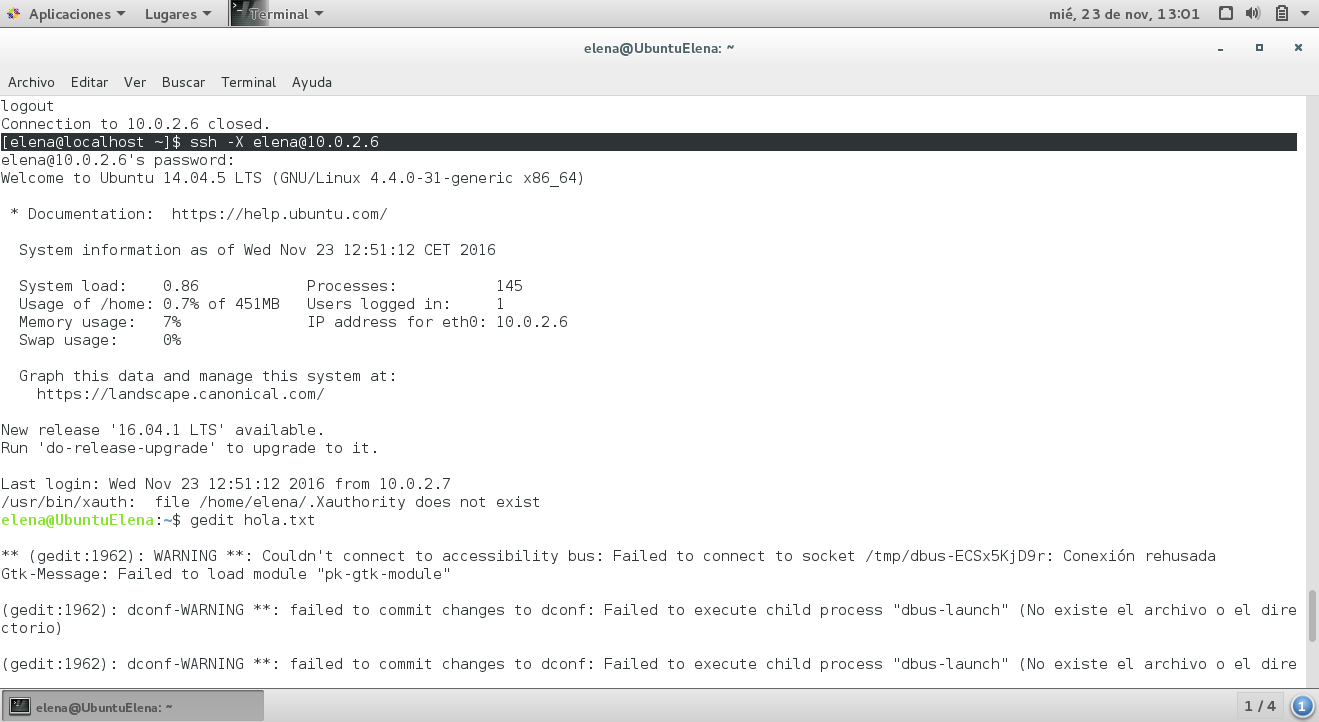 Aplicaciones Lugares Terminal mié, 23 de nov, 13:01
elena@UbuntuElena: ~
Archivo Editar Ver Buscar Terminal Ayuda
logout
Connection to 10.0.2.6 closed.
[elena@localhost ~]$ ssh -X elena@10.0.2.6
elena@10.0.2.6's password:
Welcome to Ubuntu 14.04.5 LTS (GNU/Linux 4.4.0-31-generic x86_64)
* Documentation:  https://help.ubuntu.com/
System information as of Wed Nov 23 12:51:12 CET 2016
System load:    0.86            Processes:           145
Usage of /home: 0.7% of 451MB   Users logged in:     1
Memory usage:   7%              IP address for eth0: 10.0.2.6
Swap usage:     0%
Graph this data and manage this system at:
https://landscape.canonical.com/
New release '16.04.1 LTS' available.
Run 'do-release-upgrade' to upgrade to it.
Last login: Wed Nov 23 12:51:12 2016 from 10.0.2.7
/usr/bin/xauth:  file /home/elena/.Xauthority does not exist
elena@UbuntuElena:~$ gedit hola.txt
** (gedit:1962): WARNING **: Couldn't connect to accessibility bus: Failed to connect to socket /tmp/dbus-ECSx5KjD9r: Conexión rehusada
Gtk-Message: Failed to load module "pk-gtk-module"
(gedit:1962): dconf-WARNING **: failed to commit changes to dconf: Failed to execute child process "dbus-launch" (No existe el archivo o el dire
ctorio)
(gedit:1962): dconf-WARNING **: failed to commit changes to dconf: Failed to execute child process "dbus-launch" (No existe el archivo o el dire
elena@UbuntuElena: ~ 1 / 4 1